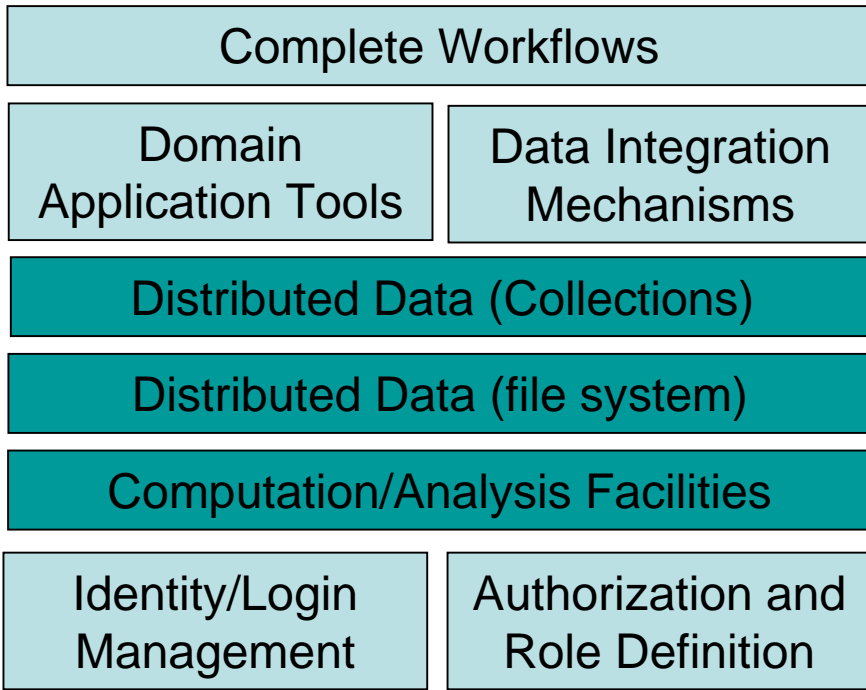 Complete Workflows
Domain
Application Tools
Data Integration
Mechanisms
Distributed Data (Collections)
Distributed Data (file system)
Computation/Analysis Facilities
Identity/Login
Management
Authorization and
Role Definition